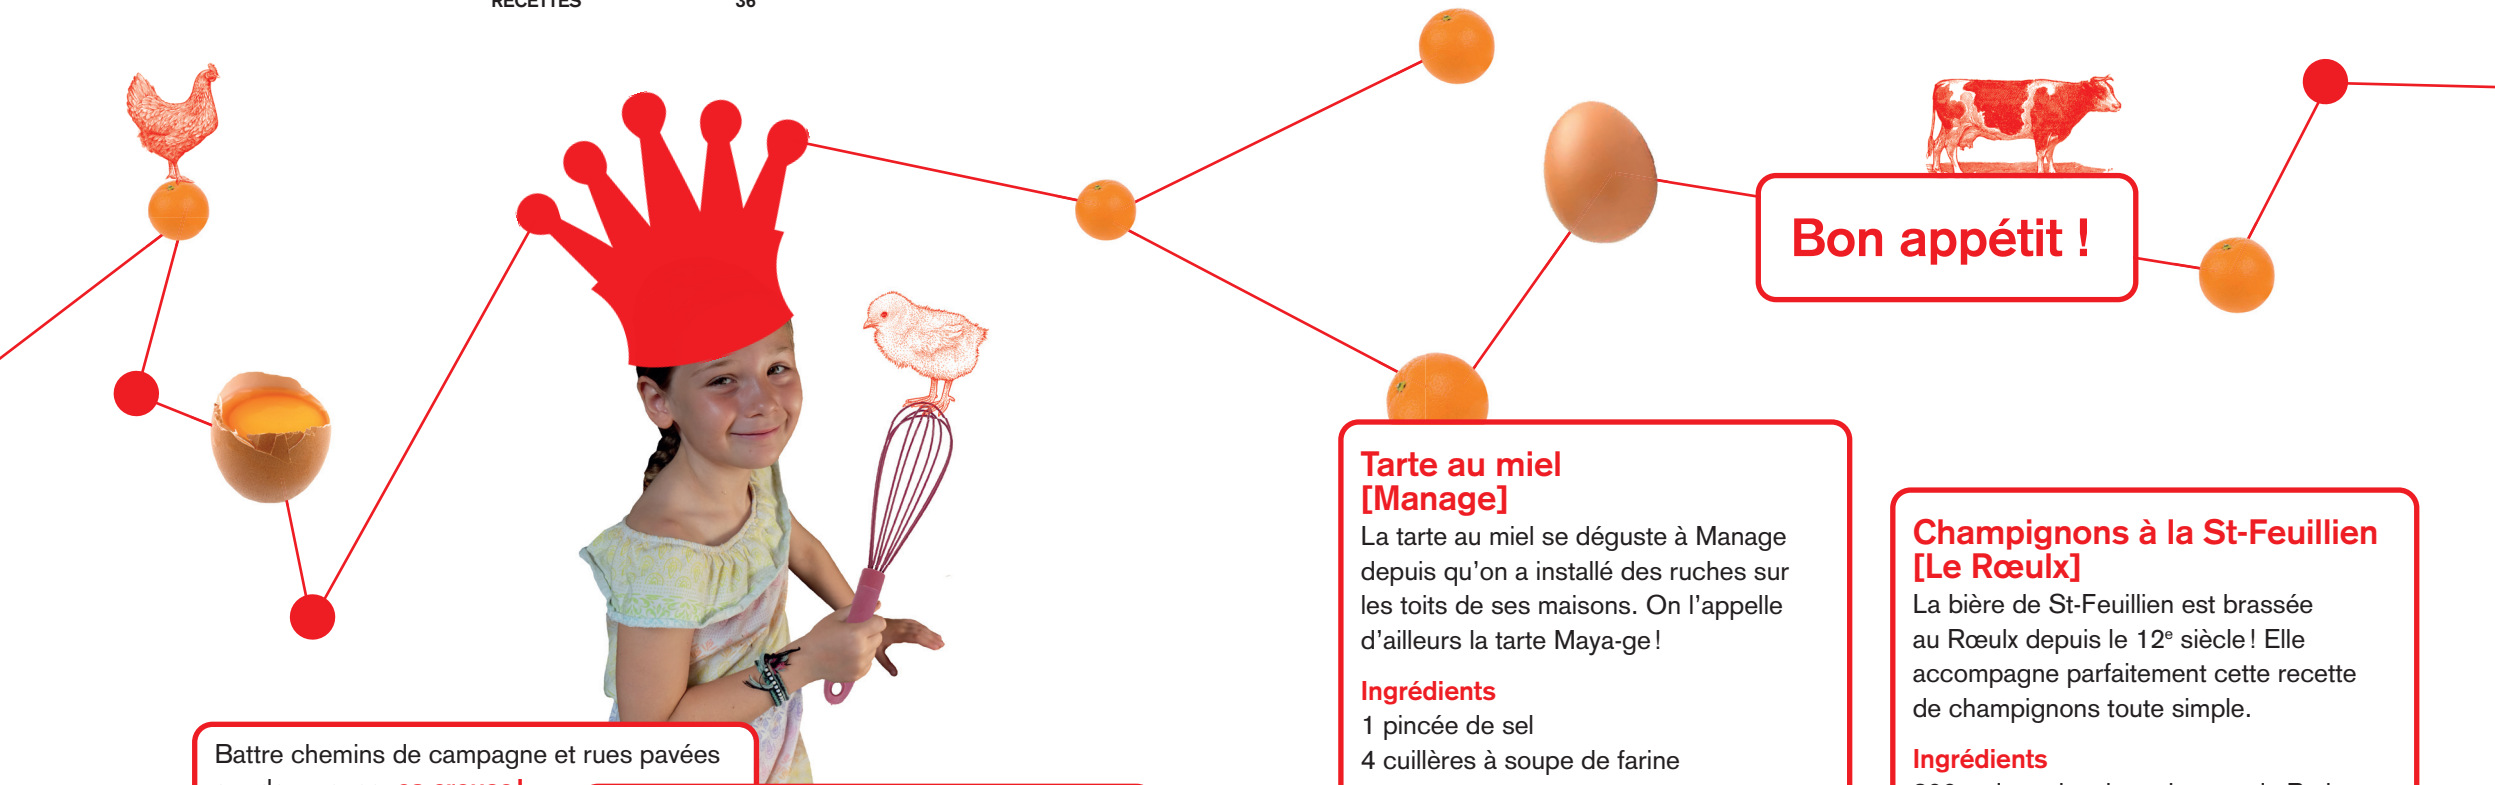 RECETTES 36
Bon appétit !
Battre chemins de campagne et rues pavées
Tarte au miel
[Manage]
La tarte au miel se déguste à Manage
depuis qu’on a installé des ruches sur
les toits de ses maisons. On l’appelle
d’ailleurs la tarte Maya-ge !
Ingrédients
1 pincée de sel
4 cuillères à soupe de farine
Champignons à la St-Feuillien
[Le Rœulx]
La bière de St-Feuillien est brassée
au Rœulx depuis le 12e siècle ! Elle
accompagne parfaitement cette recette
de champignons toute simple.
Ingrédients